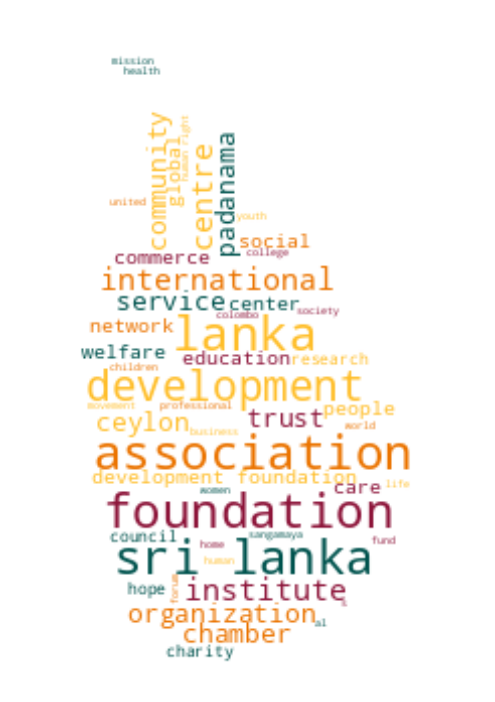 mission
health
community
global
human right
centre
padanama
united
youth
social
college
commerce
international
service center
society
colombo
network lanka
welfare education research
children
development
movement professional people
ceylon trust
business world
association
development foundation
care life
women
foundation
council sangamaya
home fund
sri lanka
human
hope forum institute
organization
al
chamber
charity